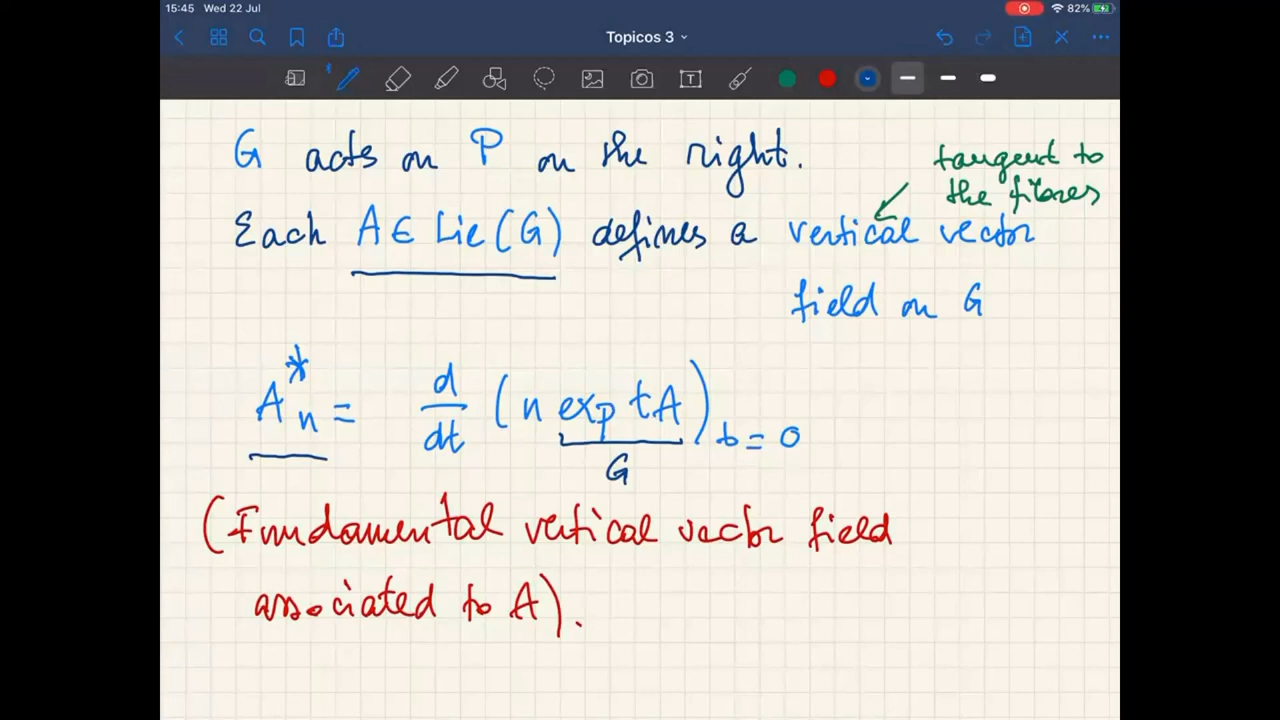 15:45 Wed 22 Jul 82%
Topicos 3
G acts on P on the right.
tangent to
the fibres
Each A ∈ Lie(G) defines a vertical vector
field on G
A*ₙ = d/dt (n exp tA)ₜ₌₀
G
(Fundamental vertical vector field
associated to A).